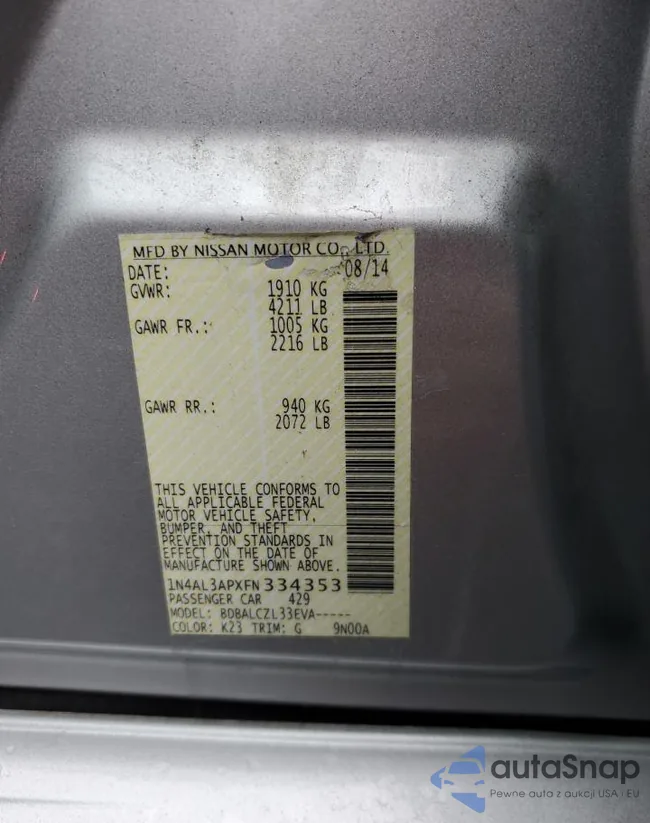 MFD BY NISSAN MOTOR CO., LTD.
DATE: 08/14
GVWR: 1910 KG
4211 LB
GAWR FR.: 1005 KG
2216 LB
GAWR RR.: 940 KG
2072 LB
THIS VEHICLE CONFORMS TO
ALL APPLICABLE FEDERAL
MOTOR VEHICLE SAFETY,
BUMPER, AND THEFT
PREVENTION STANDARDS IN
EFFECT ON THE DATE OF
MANUFACTURE SHOWN ABOVE.
1N4AL3APXFN334353
PASSENGER CAR 429
MODEL: BDBALCZL33EVA-----
COLOR: K23 TRIM: G 9N00A
autaSnap
Pewne auta z aukcji USA i EU